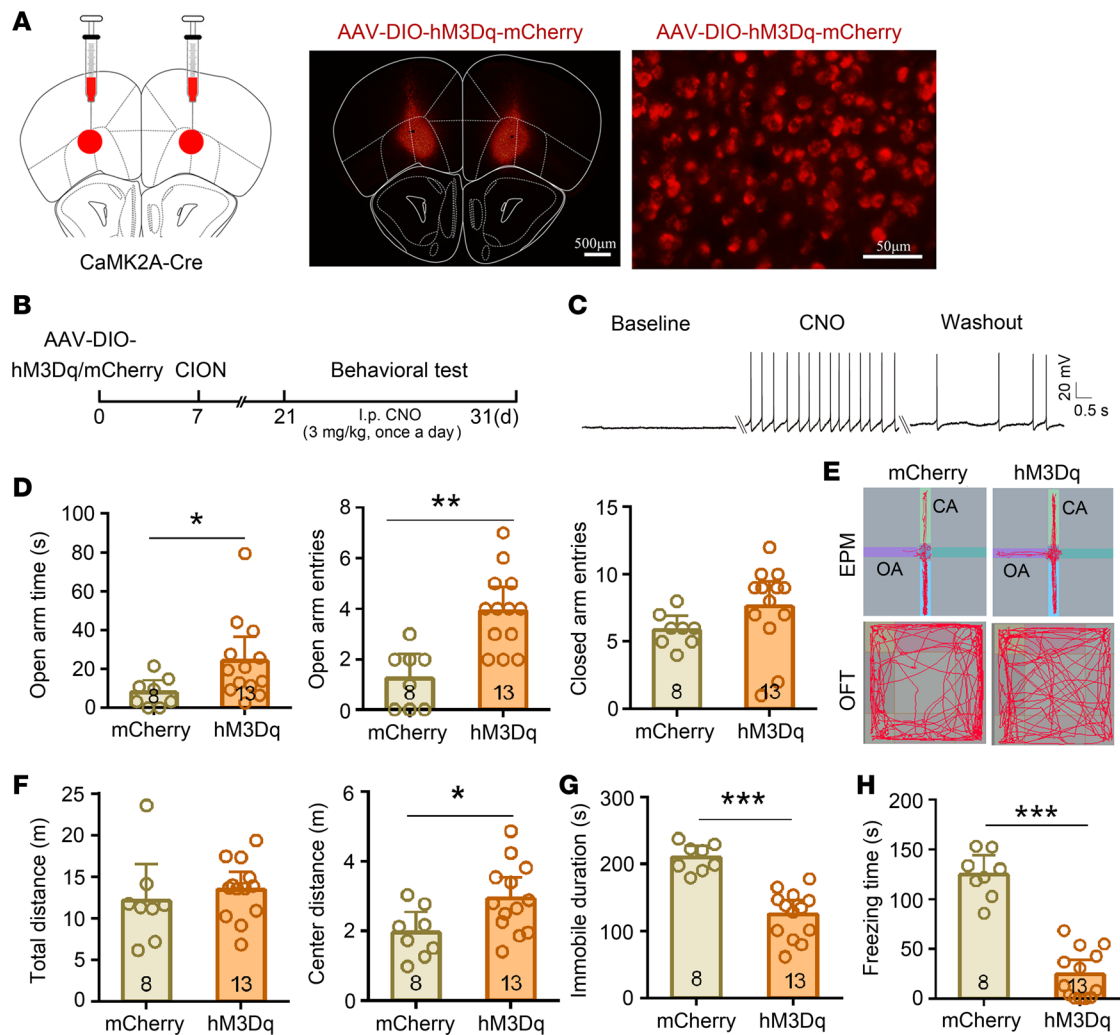 A
AAV-DIO-hM3Dq-mCherry
AAV-DIO-hM3Dq-mCherry
500μm
50μm
CaMK2A-Cre
B
AAV-DIO-
hM3Dq/mCherry
CION
Behavioral test
0
7
21
31(d)
I.p. CNO
(3 mg/kg, once a day)
C
Baseline
CNO
Washout
20 mV
0.5 s
D
Open arm time (s)
100
80
60
40
20
0
*
8
13
mCherry
hM3Dq
Open arm entries
8
6
4
2
0
**
8
13
mCherry
hM3Dq
Closed arm entries
15
10
5
0
8
13
mCherry
hM3Dq
E
mCherry
hM3Dq
EPM
CA
OA
CA
OA
OFT
F
Total distance (m)
25
20
15
10
5
0
8
13
mCherry
hM3Dq
Center distance (m)
6
4
2
0
*
8
13
mCherry
hM3Dq
G
Immobile duration (s)
300
200
100
0
***
8
13
mCherry
hM3Dq
H
Freezing time (s)
200
150
100
50
0
***
8
13
mCherry
hM3Dq